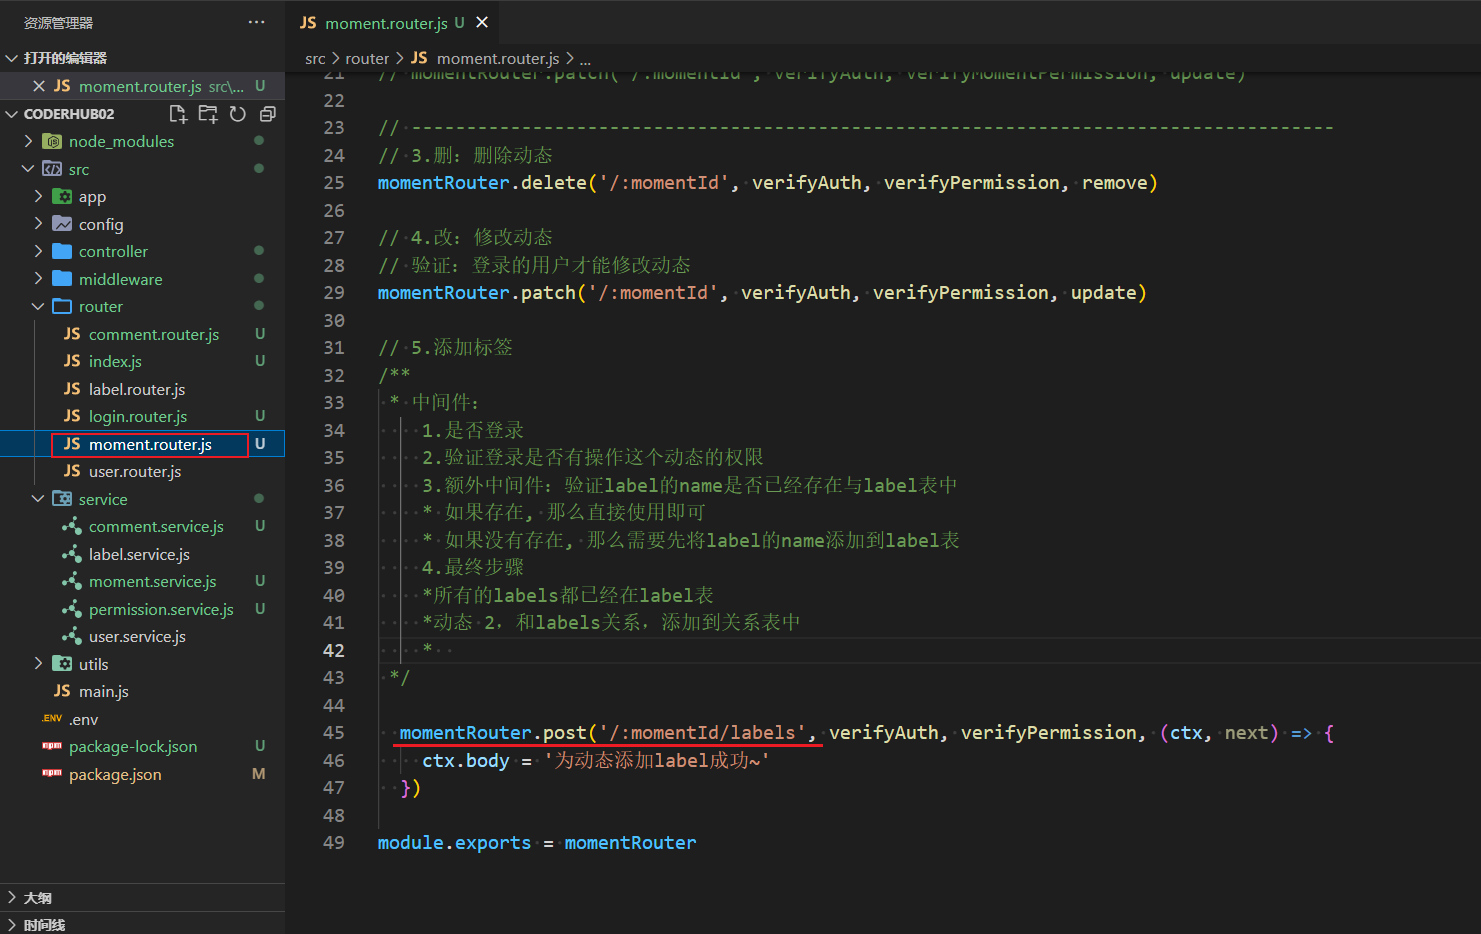 资源管理器
打开的编辑器
JS moment.router.js src\... U
CODERHUB02
node_modules
src
app
config
controller
middleware
router
JS comment.router.js U
JS index.js U
JS label.router.js
JS login.router.js U
JS moment.router.js U
JS user.router.js
service
comment.service.js U
label.service.js
moment.service.js U
permission.service.js U
user.service.js
utils
JS main.js
.ENV .env
npm package-lock.json U
npm package.json M
大纲
时间线
JS moment.router.js U
src > router > JS moment.router.js > ...
21 // momentRouter.patch('/:momentId', verifyAuth, verifyMomentPermission, update)
22
23 // ------------------------------------------------------------------------------------
24 // 3.删: 删除动态
25 momentRouter.delete('/:momentId', verifyAuth, verifyPermission, remove)
26
27 // 4.改: 修改动态
28 // 验证: 登录的用户才能修改动态
29 momentRouter.patch('/:momentId', verifyAuth, verifyPermission, update)
30
31 // 5.添加标签
32 /**
33 * 中间件:
34 1.是否登录
35 2.验证登录是否有操作这个动态的权限
36 3.额外中间件: 验证label的name是否已经存在与label表中
37 * 如果存在, 那么直接使用即可
38 * 如果没有存在, 那么需要先将label的name添加到label表
39 4.最终步骤
40 *所有的labels都已经在label表
41 *动态 2, 和labels关系, 添加到关系表中
42 *
43 */
44
45 momentRouter.post('/:momentId/labels', verifyAuth, verifyPermission, (ctx, next) => {
46 ctx.body = '为动态添加label成功~'
47 })
48
49 module.exports = momentRouter